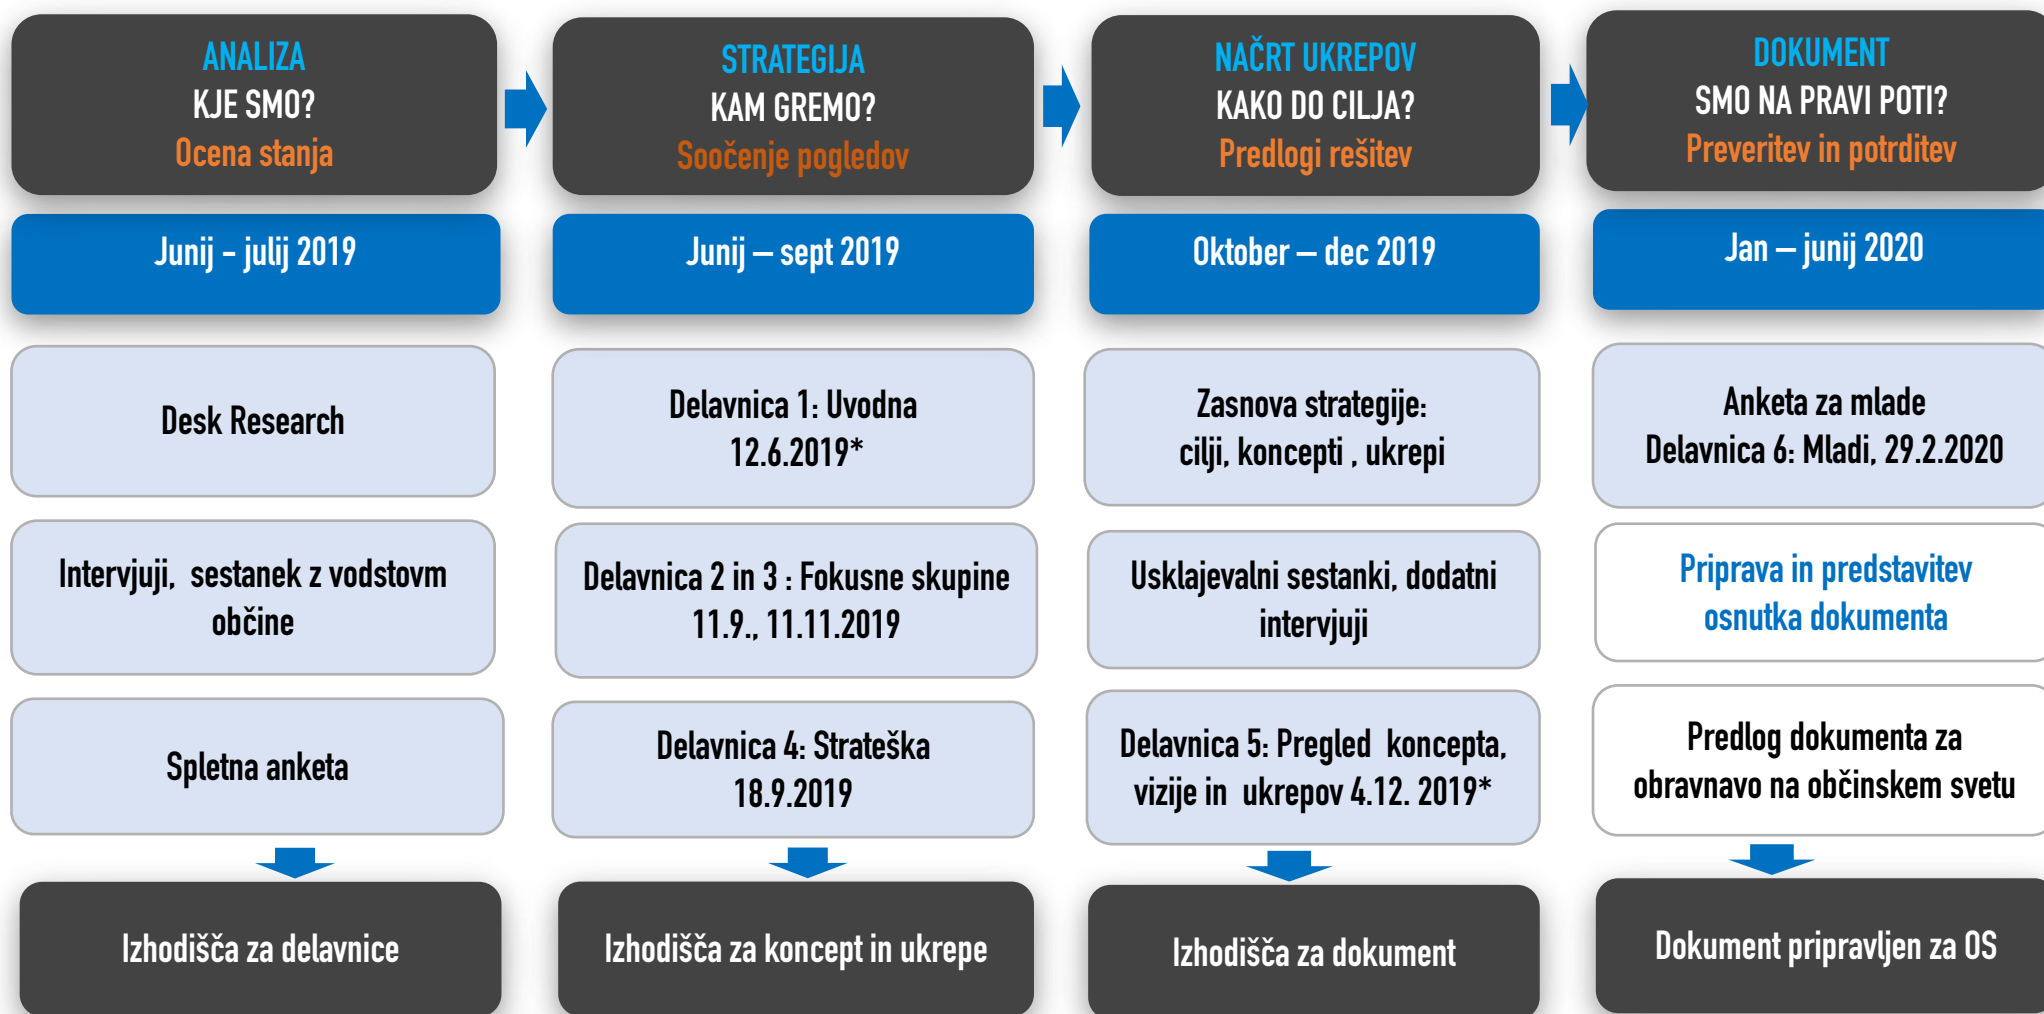 ANALIZA
KJE SMO?
Ocena stanja
STRATEGIJA
KAM GREMO?
Soočenje pogledov
NAČRT UKREPOV
KAKO DO CILJA?
Predlogi rešitev
DOKUMENT
SMO NA PRAVI POTI?
Preveritev in potrditev
Junij - julij 2019
Junij – sept 2019
Oktober – dec 2019
Jan – junij 2020
Desk Research
Delavnica 1: Uvodna
12.6.2019*
Zasnova strategije:
cilji, koncepti , ukrepi
Anketa za mlade
Delavnica 6: Mladi, 29.2.2020
Intervjuji, sestanek z vodstovm
občine
Delavnica 2 in 3 : Fokusne skupine
11.9., 11.11.2019
Usklajevalni sestanki, dodatni
intervjuji
Priprava in predstavitev
osnutka dokumenta
Spletna anketa
Delavnica 4: Strateška
18.9.2019
Delavnica 5: Pregled koncepta,
vizije in ukrepov 4.12. 2019*
Predlog dokumenta za
obravnavo na občinskem svetu
Izhodišča za delavnice
Izhodišča za koncept in ukrepe
Izhodišča za dokument
Dokument pripravljen za OS